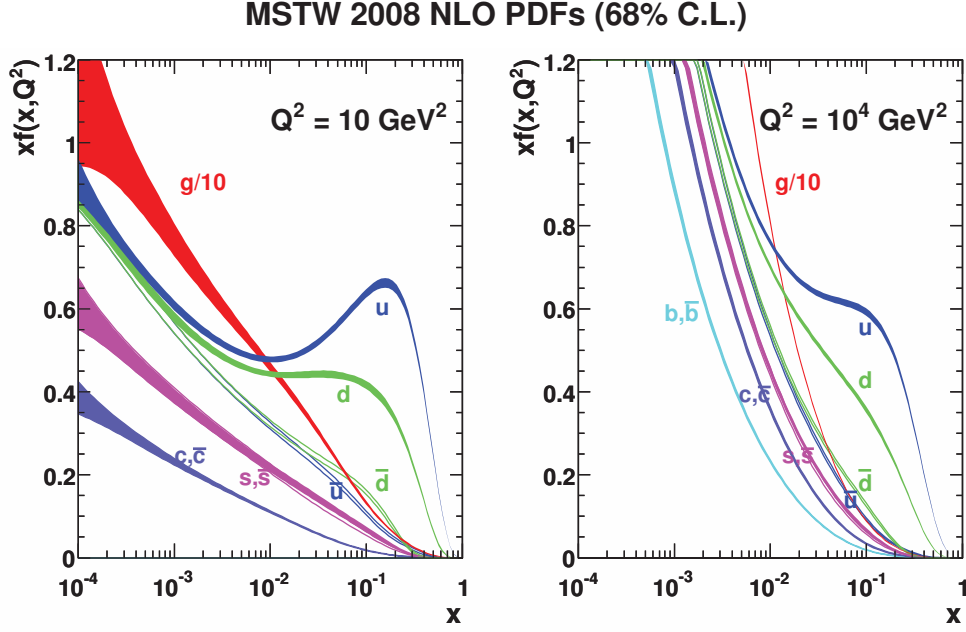 MSTW 2008 NLO PDFs (68% C.L.)
xf(x,Q²)
1.2
1
0.8
0.6
0.4
0.2
0
Q² = 10 GeV²
g/10
u
d
c,c̅
s,s̅
u̅
d̅
10⁻⁴
10⁻³
10⁻²
10⁻¹
1
x
xf(x,Q²)
1.2
1
0.8
0.6
0.4
0.2
0
Q² = 10⁴ GeV²
g/10
b,b̅
u
d
c,c̅
s,s̅
d̅
u̅
10⁻⁴
10⁻³
10⁻²
10⁻¹
1
x